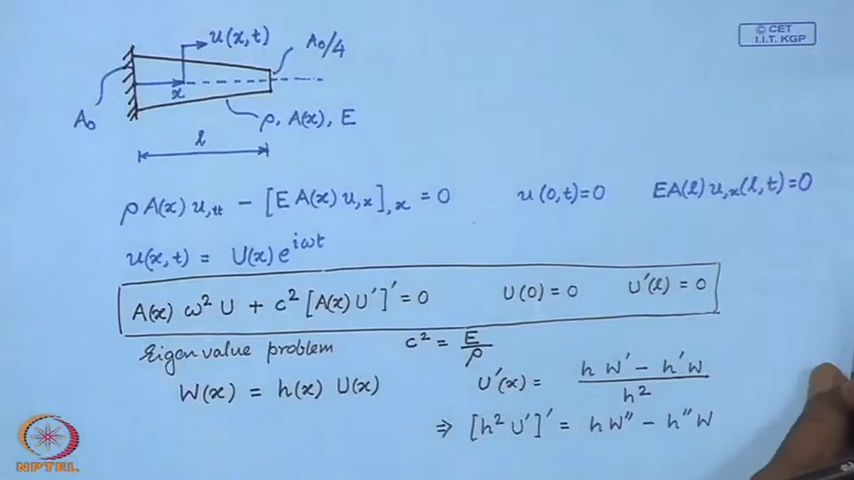 © CET
I.I.T. KGP
u(x,t)
A₀/4
x
A₀
ρ, A(x), E
l
ρA(x) u,tt - [EA(x) u,x],x = 0    u(0,t)=0    EA(l) u,x(l,t)=0
u(x,t) = U(x) e^{iωt}
A(x) ω² U + c² [A(x) U']' = 0    U(0) = 0    U'(l) = 0
Eigenvalue problem    c² = E/ρ
W(x) = h(x) U(x)    U'(x) = (h W' - h' W)/h²
⇒ [h² U']' = h W'' - h'' W
NPTEL